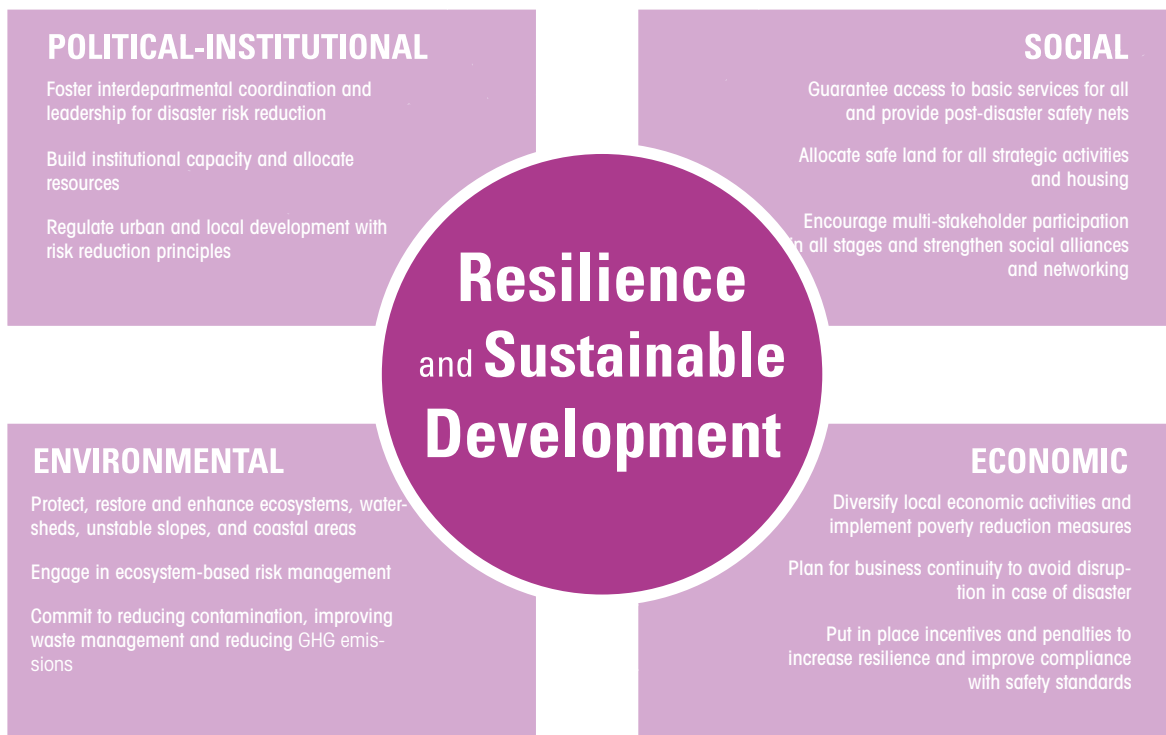 POLITICAL-INSTITUTIONAL
Foster interdepartmental coordination and
leadership for disaster risk reduction
Build institutional capacity and allocate
resources
Regulate urban and local development with
risk reduction principles
SOCIAL
Guarantee access to basic services for all
and provide post-disaster safety nets
Allocate safe land for all strategic activities
and housing
Encourage multi-stakeholder participation
in all stages and strengthen social alliances
and networking
Resilience
and Sustainable
Development
ENVIRONMENTAL
Protect, restore and enhance ecosystems, water-
sheds, unstable slopes, and coastal areas
Engage in ecosystem-based risk management
Commit to reducing contamination, improving
waste management and reducing GHG emis-
sions
ECONOMIC
Diversify local economic activities and
implement poverty reduction measures
Plan for business continuity to avoid disrup-
tion in case of disaster
Put in place incentives and penalties to
increase resilience and improve compliance
with safety standards